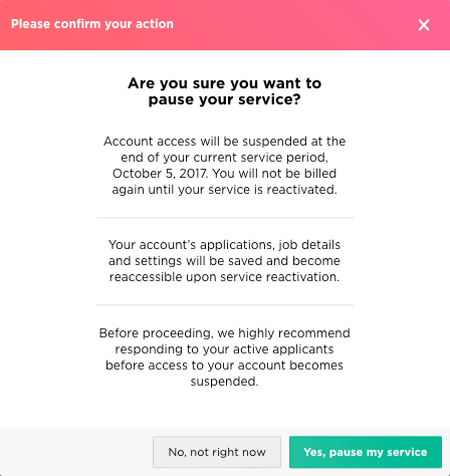 Please confirm your action
Are you sure you want to
pause your service?
Account access will be suspended at the
end of your current service period,
October 5, 2017. You will not be billed
again until your service is reactivated.
Your account's applications, job details
and settings will be saved and become
reaccessible upon service reactivation.
Before proceeding, we highly recommend
responding to your active applicants
before access to your account becomes
suspended.
No, not right now
Yes, pause my service